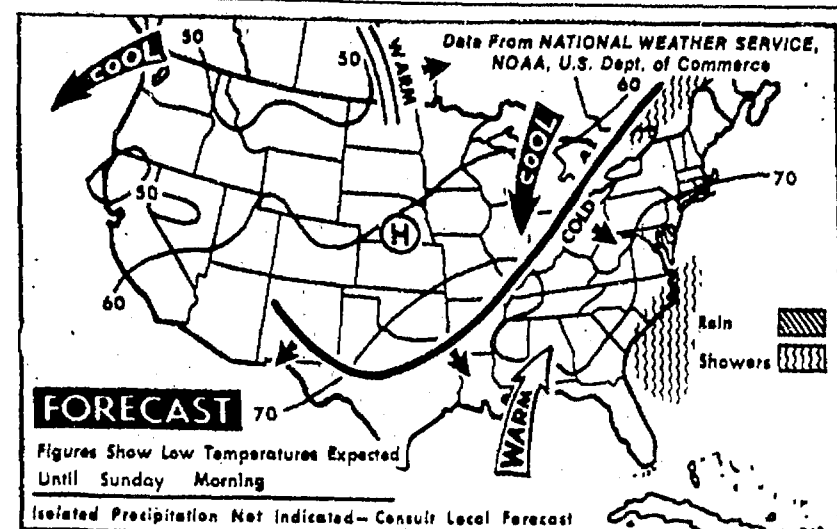 Data From NATIONAL WEATHER SERVICE,
NOAA, U.S. Dept. of Commerce
COOL
50
50
WARM
60
COOL
50
70
COLD
H
60
Rain
Showers
FORECAST
70
WARM
Figures Show Low Temperatures Expected
Until Sunday Morning
Isolated Precipitation Not Indicated— Consult Local Forecast